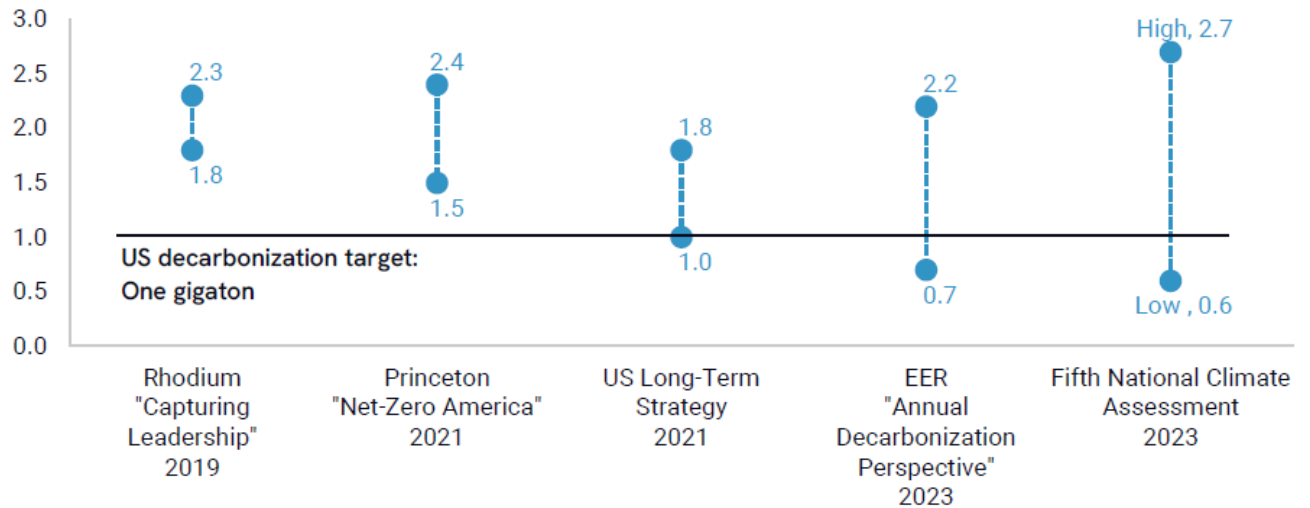 3.0
2.5
2.0
1.5
1.0
0.5
0.0
2.3
1.8
2.4
1.5
1.8
1.0
2.2
0.7
High, 2.7
Low , 0.6
US decarbonization target:
One gigaton
Rhodium
"Capturing
Leadership"
2019
Princeton
"Net-Zero America"
2021
US Long-Term
Strategy
2021
EER
"Annual
Decarbonization
Perspective"
2023
Fifth National Climate
Assessment
2023